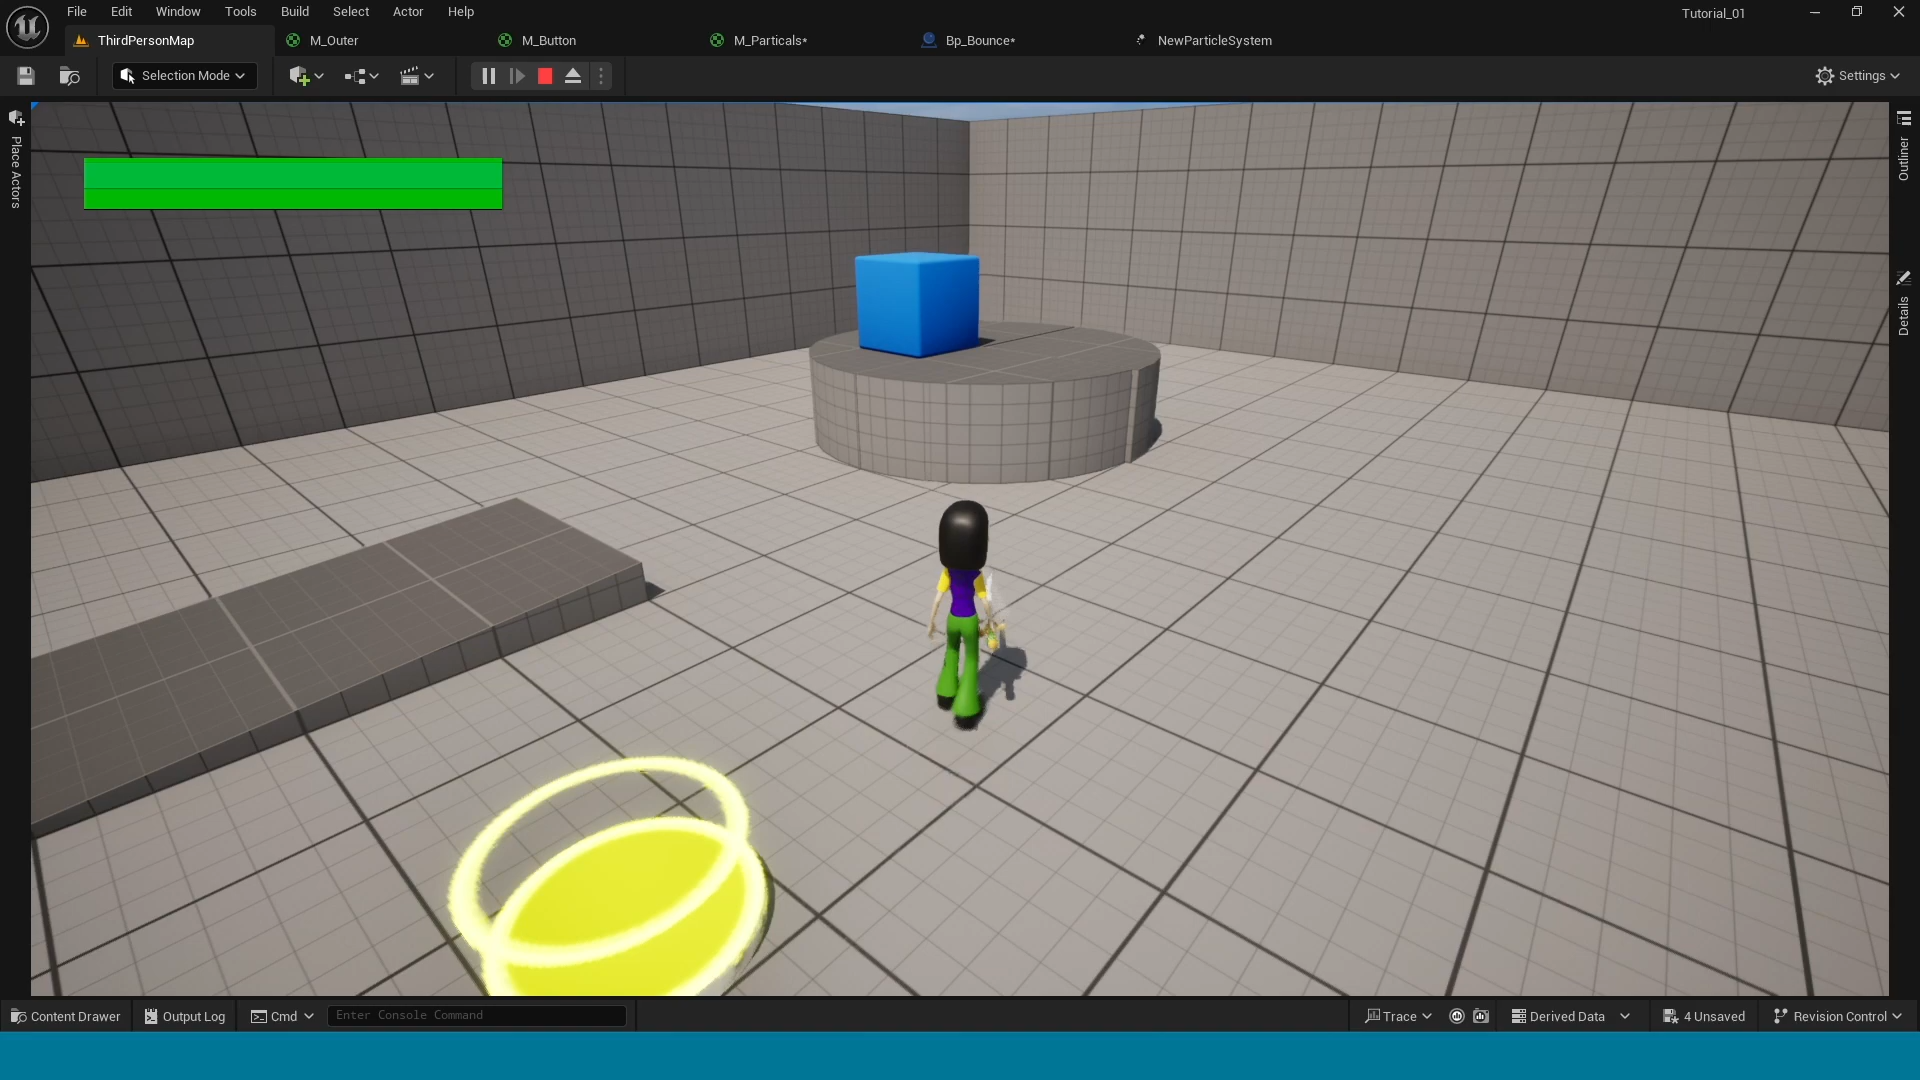 File Edit Window Tools Build Select Actor Help
Tutorial_01
ThirdPersonMap M_Outer M_Button M_Particals* Bp_Bounce* NewParticleSystem
Selection Mode
Settings
Place Actors
Outliner
Details
Content Drawer Output Log Cmd Enter Console Command Trace Derived Data 4 Unsaved Revision Control